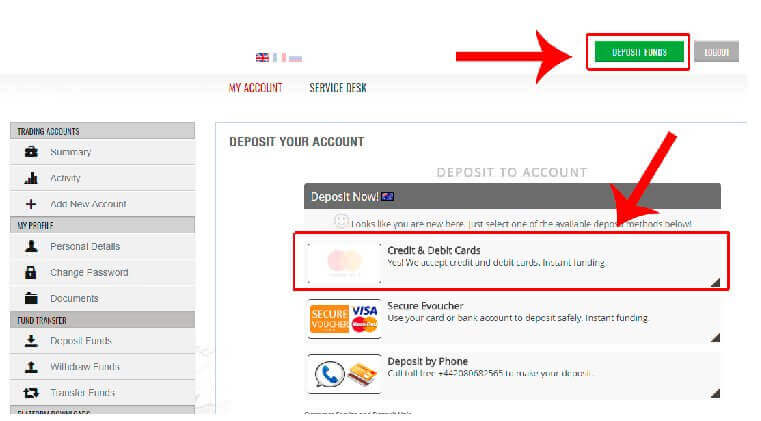 DEPOSIT FUNDS
LOGOUT
MY ACCOUNT
SERVICE DESK
TRADING ACCOUNTS
Summary
Activity
Add New Account
MY PROFILE
Personal Details
Change Password
Documents
FUND TRANSFER
Deposit Funds
Withdraw Funds
Transfer Funds
PLATFORM DOWNLOADS
DEPOSIT YOUR ACCOUNT
DEPOSIT TO ACCOUNT
Deposit Now!
Looks like you are new here. Just select one of the available deposit methods below!
Credit & Debit Cards
Yes! We accept credit and debit cards. Instant funding.
SECURE VISA
VOUCHER MasterCard
Secure Evoucher
Use your card or bank account to deposit safely. Instant funding.
Deposit by Phone
Call toll free +442080682565 to make your deposit.